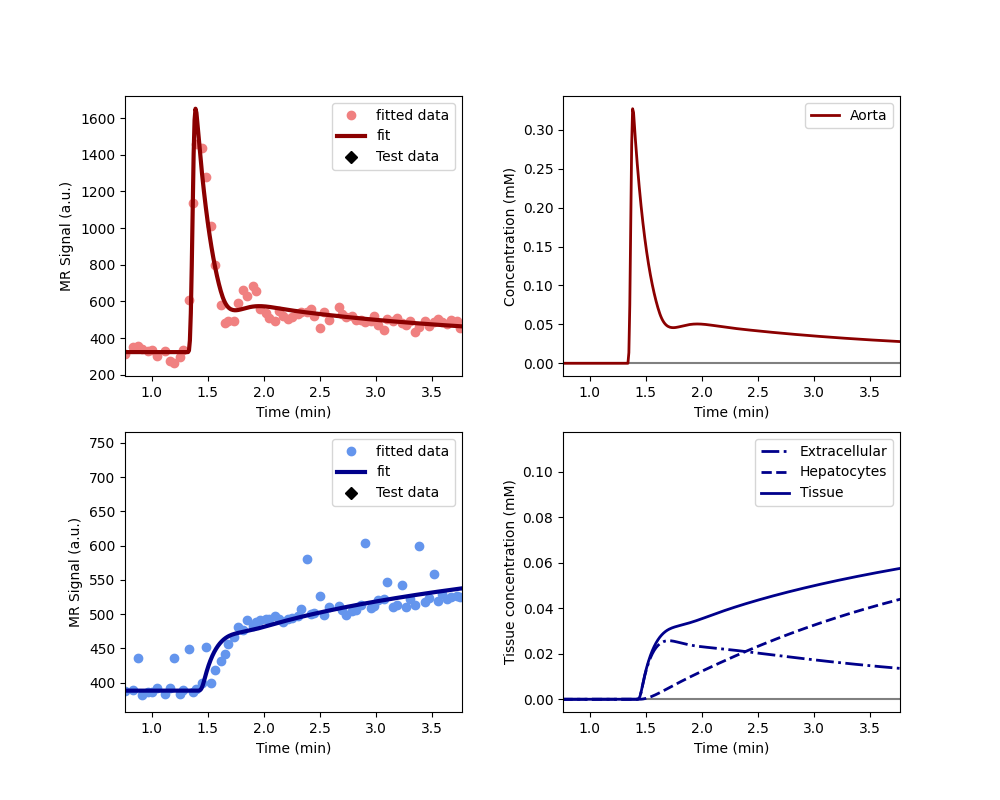 1600
1400
1200
1000
800
600
400
200
MR Signal (a.u.)
fitted data
fit
Test data
1.0 1.5 2.0 2.5 3.0 3.5
Time (min)
0.30
0.25
0.20
0.15
0.10
0.05
0.00
Concentration (mM)
Aorta
1.0 1.5 2.0 2.5 3.0 3.5
Time (min)
750
700
650
600
550
500
450
400
MR Signal (a.u.)
fitted data
fit
Test data
1.0 1.5 2.0 2.5 3.0 3.5
Time (min)
0.10
0.08
0.06
0.04
0.02
0.00
Tissue concentration (mM)
Extracellular
Hepatocytes
Tissue
1.0 1.5 2.0 2.5 3.0 3.5
Time (min)